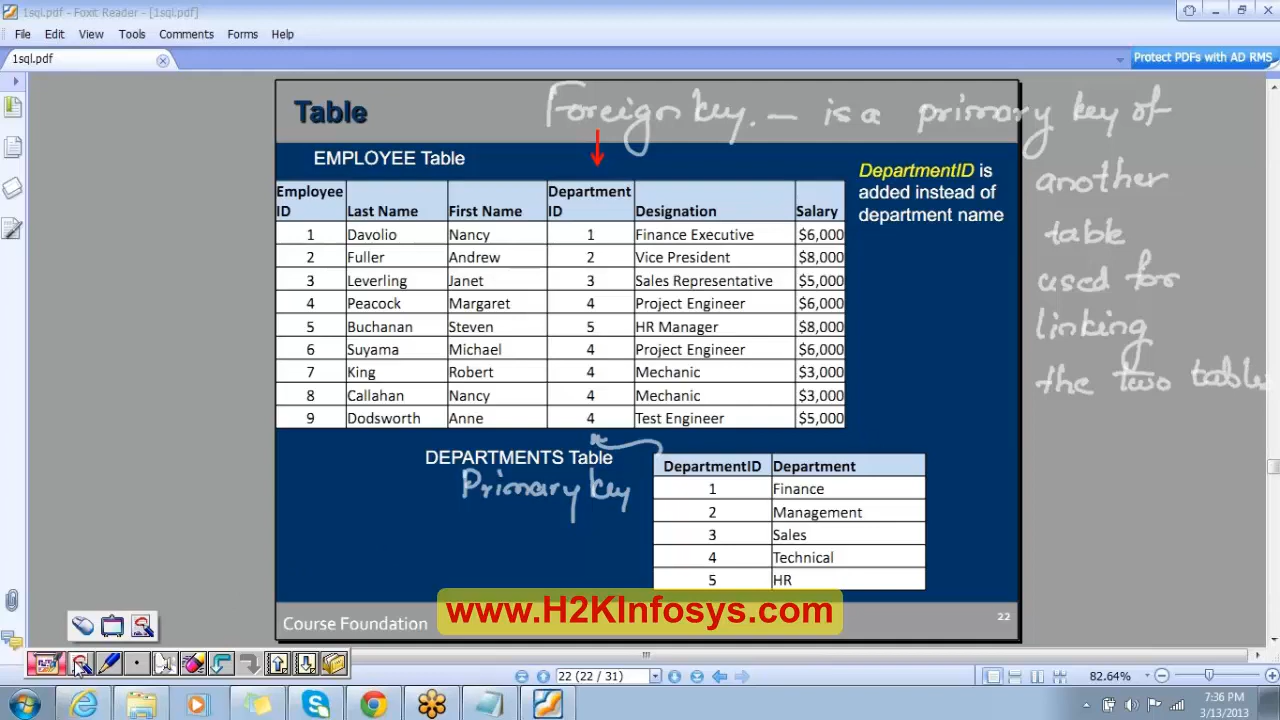 1sql.pdf - Foxit Reader - [1sql.pdf]
File Edit View Tools Comments Forms Help
1sql.pdf
Protect PDFs with AD RMS
Table
Foreign key. – is a primary key of
another
table
used for
linking
the two table
EMPLOYEE Table
DepartmentID is
added instead of
department name
Employee ID Last Name First Name Department ID Designation Salary
1 Davolio Nancy 1 Finance Executive $6,000
2 Fuller Andrew 2 Vice President $8,000
3 Leverling Janet 3 Sales Representative $5,000
4 Peacock Margaret 4 Project Engineer $6,000
5 Buchanan Steven 5 HR Manager $8,000
6 Suyama Michael 4 Project Engineer $6,000
7 King Robert 4 Mechanic $3,000
8 Callahan Nancy 4 Mechanic $3,000
9 Dodsworth Anne 4 Test Engineer $5,000
DEPARTMENTS Table
Primary key
DepartmentID Department
1 Finance
2 Management
3 Sales
4 Technical
5 HR
www.H2KInfosys.com
Course Foundation
22
22 (22 / 31)
82.64%
7:36 PM
3/13/2013